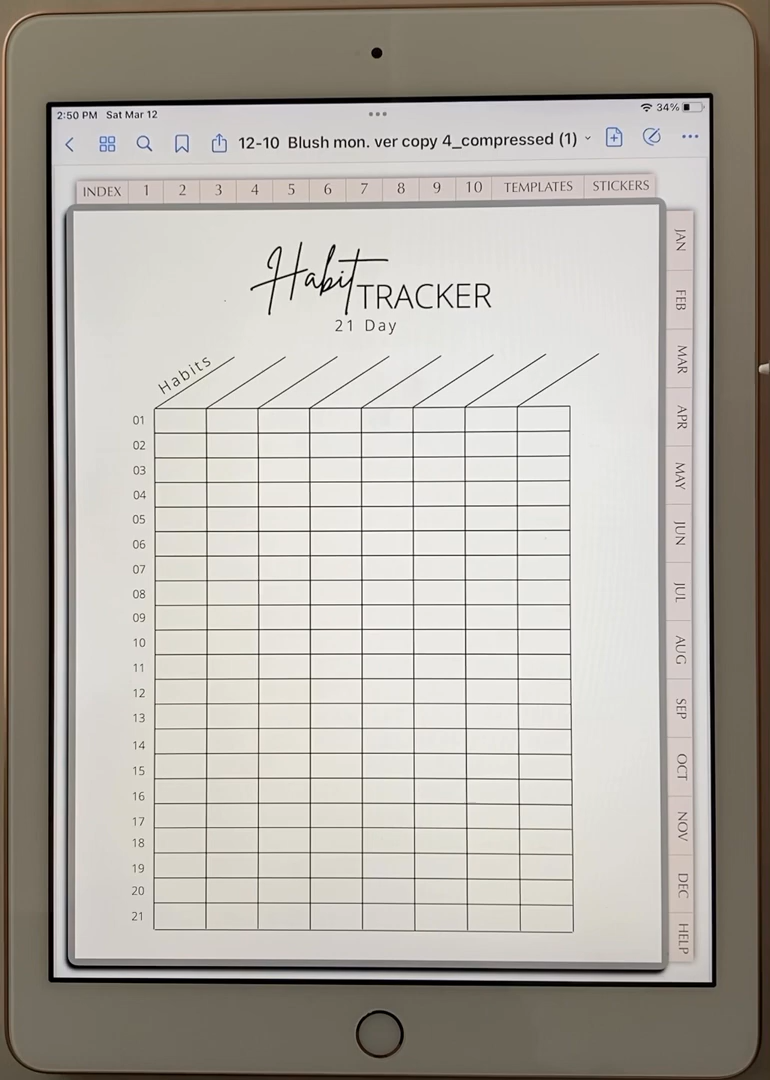 2:50 PM Sat Mar 12
34%
12-10 Blush mon. ver copy 4_compressed (1)
INDEX 1 2 3 4 5 6 7 8 9 10 TEMPLATES STICKERS
Habit TRACKER
21 Day
Habits
01
02
03
04
05
06
07
08
09
10
11
12
13
14
15
16
17
18
19
20
21
JAN
FEB
MAR
APR
MAY
JUN
JUL
AUG
SEP
OCT
NOV
DEC
HELP